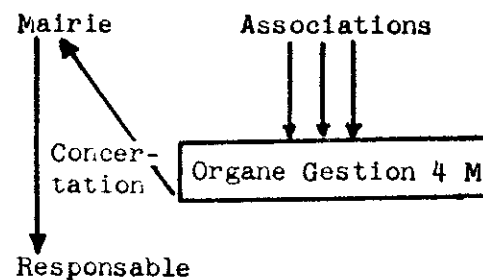 Mairie
Associations
Concer-
tation
Organe Gestion 4 M
Responsable